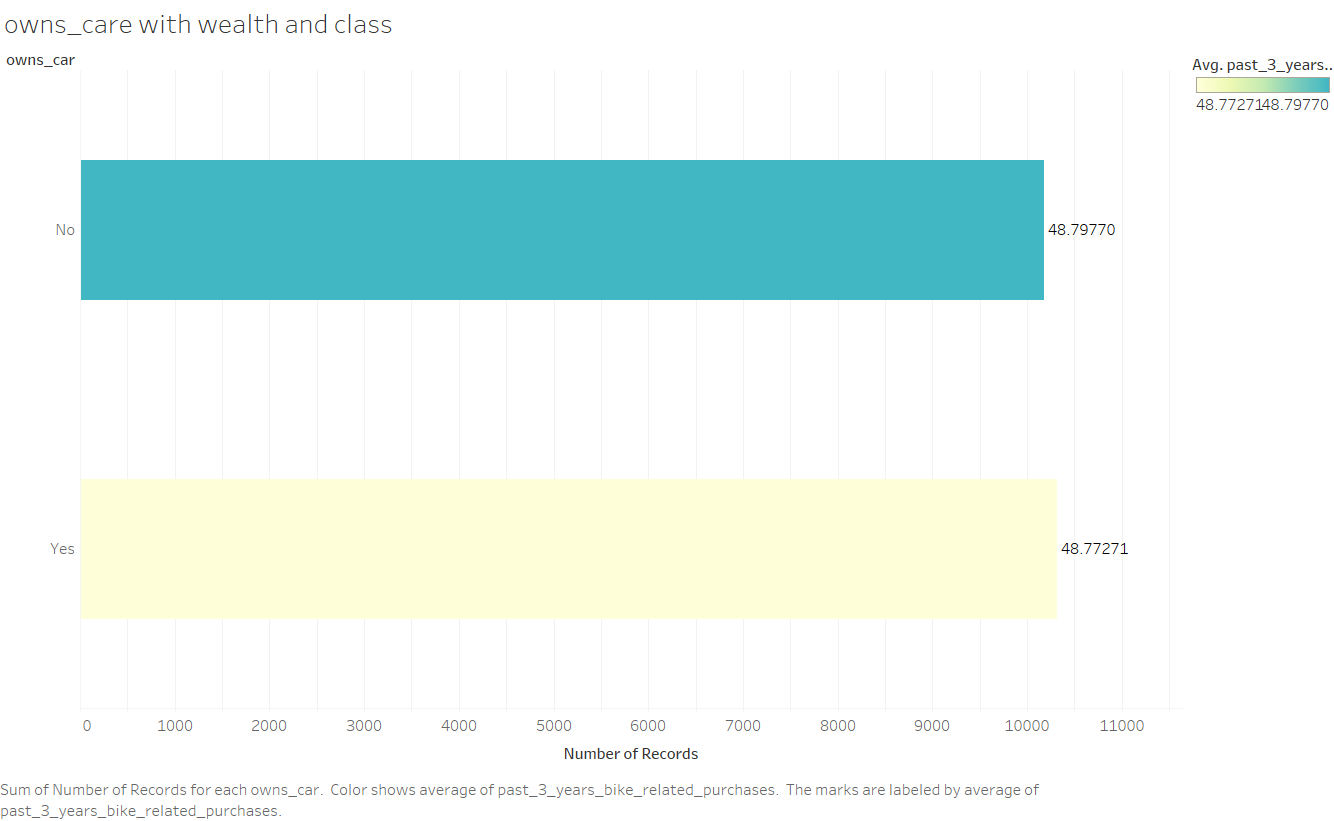 owns_care with wealth and class
owns_car
Avg. past_3_years..
48.77271 48.79770
No
48.79770
Yes
48.77271
0 1000 2000 3000 4000 5000 6000 7000 8000 9000 10000 11000
Number of Records
Sum of Number of Records for each owns_car.  Color shows average of past_3_years_bike_related_purchases.  The marks are labeled by average of
past_3_years_bike_related_purchases.